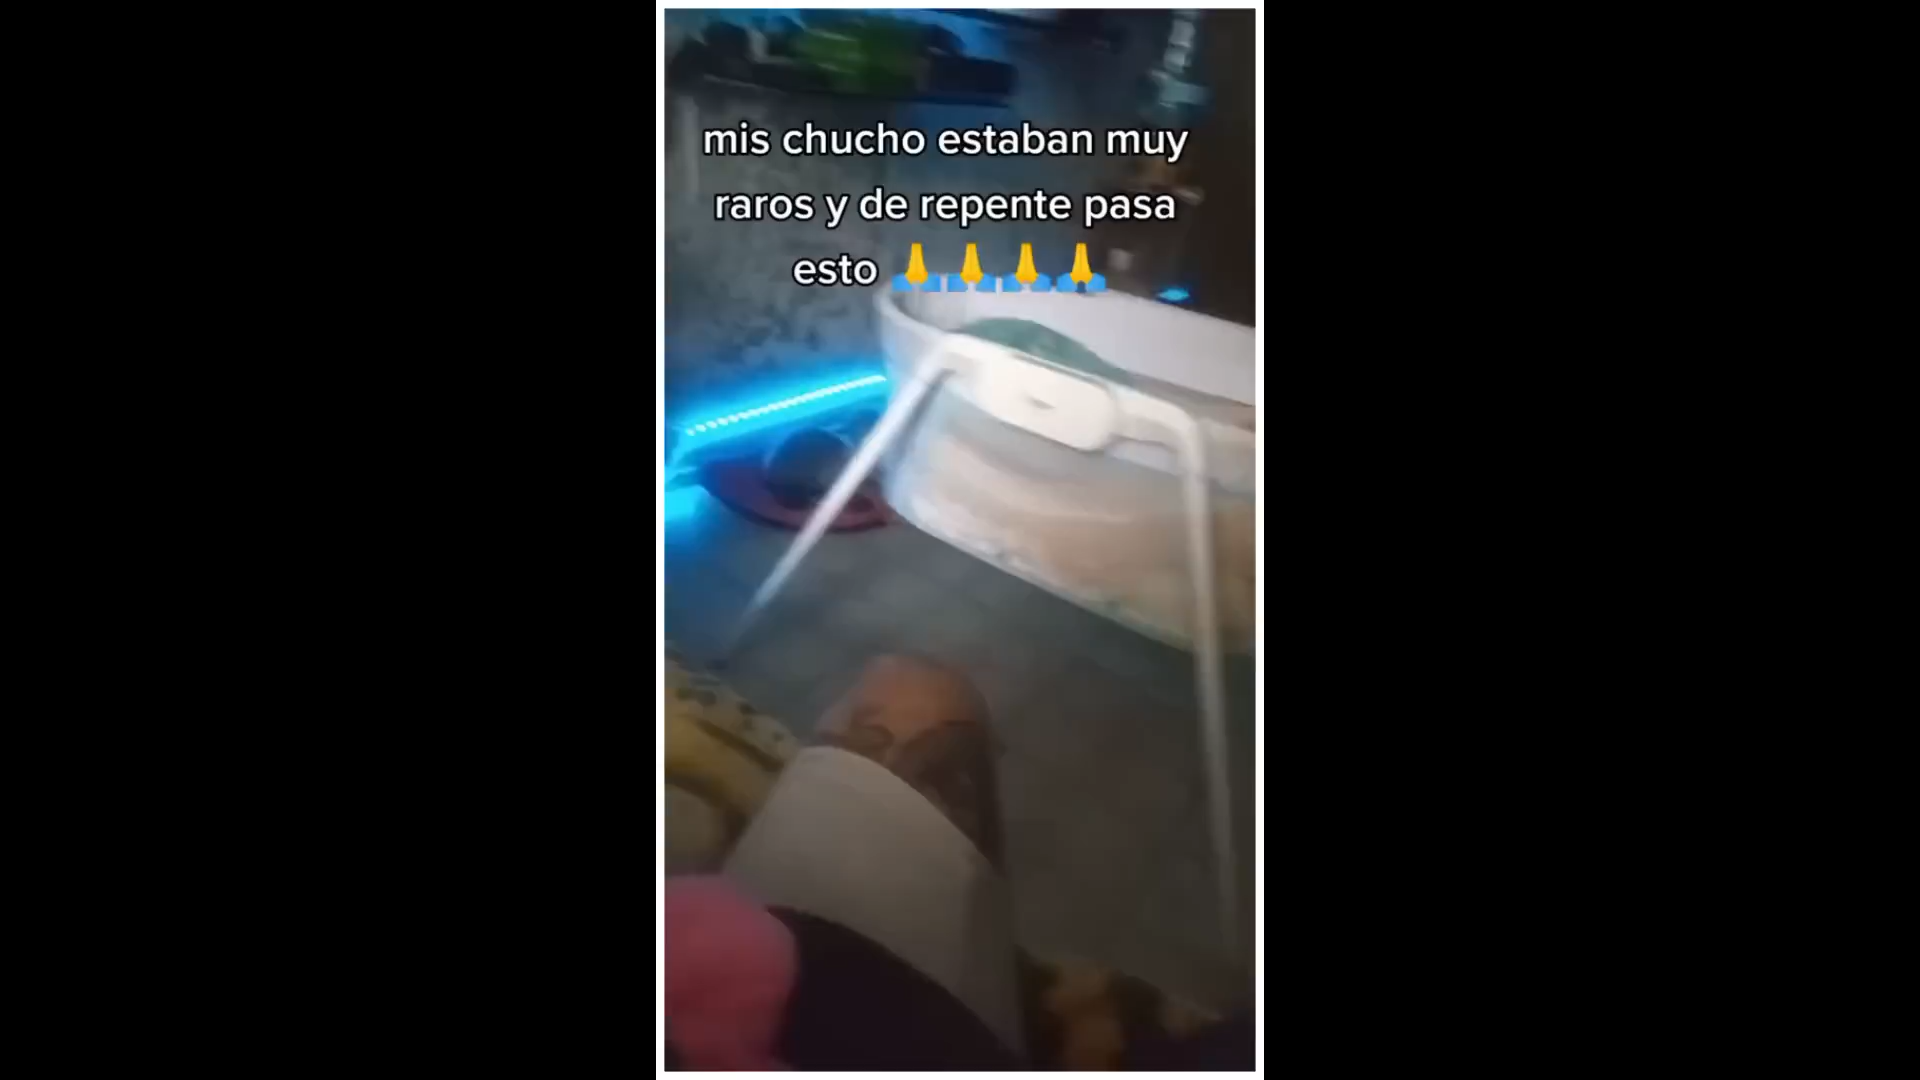 mis chucho estaban muy
raros y de repente pasa
esto 🙏🙏🙏🙏